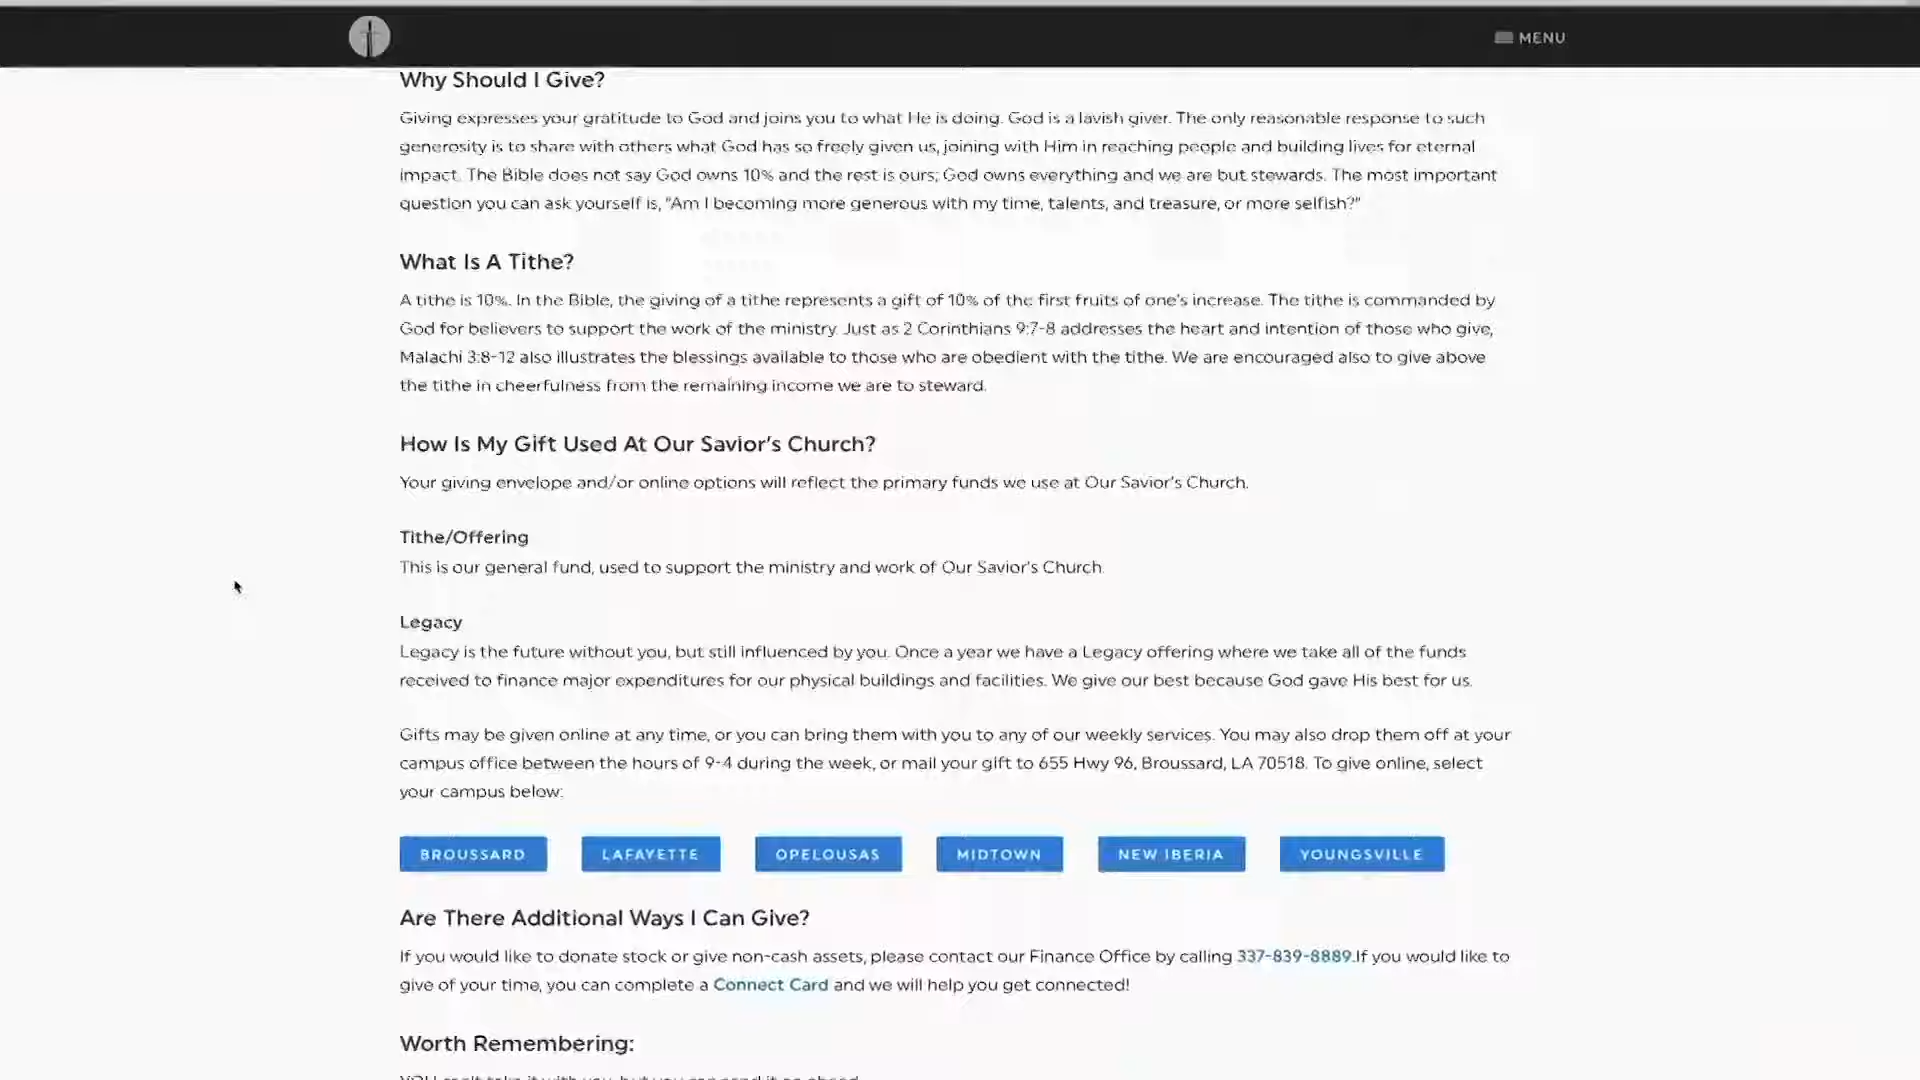 MENU
Why Should I Give?
Giving expresses your gratitude to God and joins you to what He is doing. God is a lavish giver. The only reasonable response to such
generosity is to share with others what God has so freely given us, joining with Him in reaching people and building lives for eternal
impact. The Bible does not say God owns 10% and the rest is ours; God owns everything and we are but stewards. The most important
question you can ask yourself is, "Am I becoming more generous with my time, talents, and treasure, or more selfish?"
What Is A Tithe?
A tithe is 10%. In the Bible, the giving of a tithe represents a gift of 10% of the first fruits of one's increase. The tithe is commanded by
God for believers to support the work of the ministry. Just as 2 Corinthians 9:7-8 addresses the heart and intention of those who give,
Malachi 3:8-12 also illustrates the blessings available to those who are obedient with the tithe. We are encouraged also to give above
the tithe in cheerfulness from the remaining income we are to steward.
How Is My Gift Used At Our Savior's Church?
Your giving envelope and/or online options will reflect the primary funds we use at Our Savior's Church.
Tithe/Offering
This is our general fund, used to support the ministry and work of Our Savior's Church.
Legacy
Legacy is the future without you, but still influenced by you. Once a year we have a Legacy offering where we take all of the funds
received to finance major expenditures for our physical buildings and facilities. We give our best because God gave His best for us.
Gifts may be given online at any time, or you can bring them with you to any of our weekly services. You may also drop them off at your
campus office between the hours of 9-4 during the week, or mail your gift to 655 Hwy 96, Broussard, LA 70518. To give online, select
your campus below:
BROUSSARD LAFAYETTE OPELOUSAS MIDTOWN NEW IBERIA YOUNGSVILLE
Are There Additional Ways I Can Give?
If you would like to donate stock or give non-cash assets, please contact our Finance Office by calling 337-839-8889.If you would like to
give of your time, you can complete a Connect Card and we will help you get connected!
Worth Remembering: